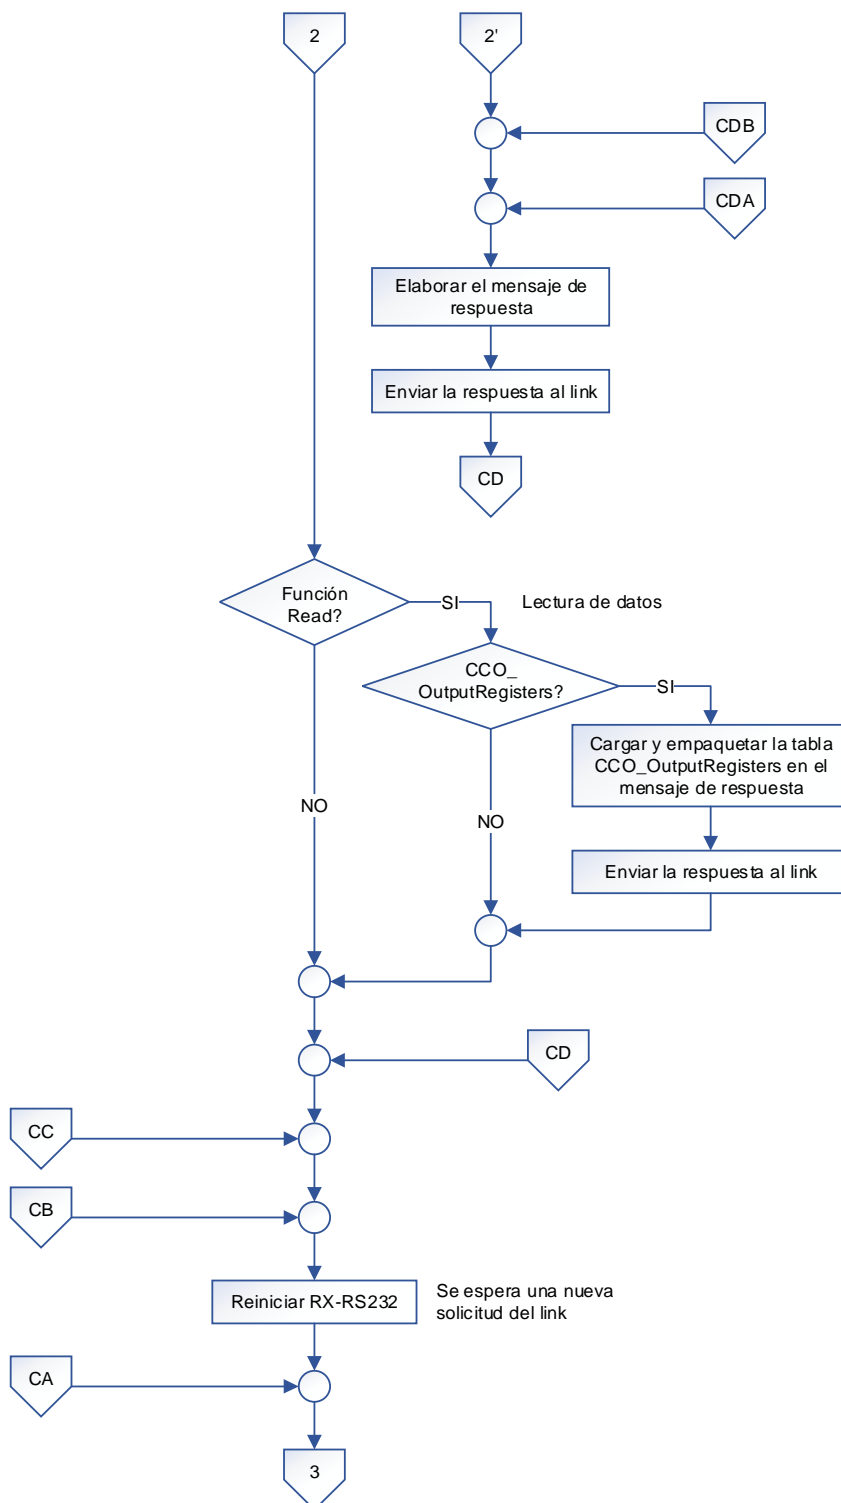 2
2'
CDB
CDA
Elaborar el mensaje de
respuesta
Enviar la respuesta al link
CD
Función
Read?
SI
Lectura de datos
CCO_
OutputRegisters?
SI
Cargar y empaquetar la tabla
CCO_OutputRegisters en el
mensaje de respuesta
NO
NO
Enviar la respuesta al link
CD
CC
CB
Reiniciar RX-RS232
Se espera una nueva
solicitud del link
CA
3